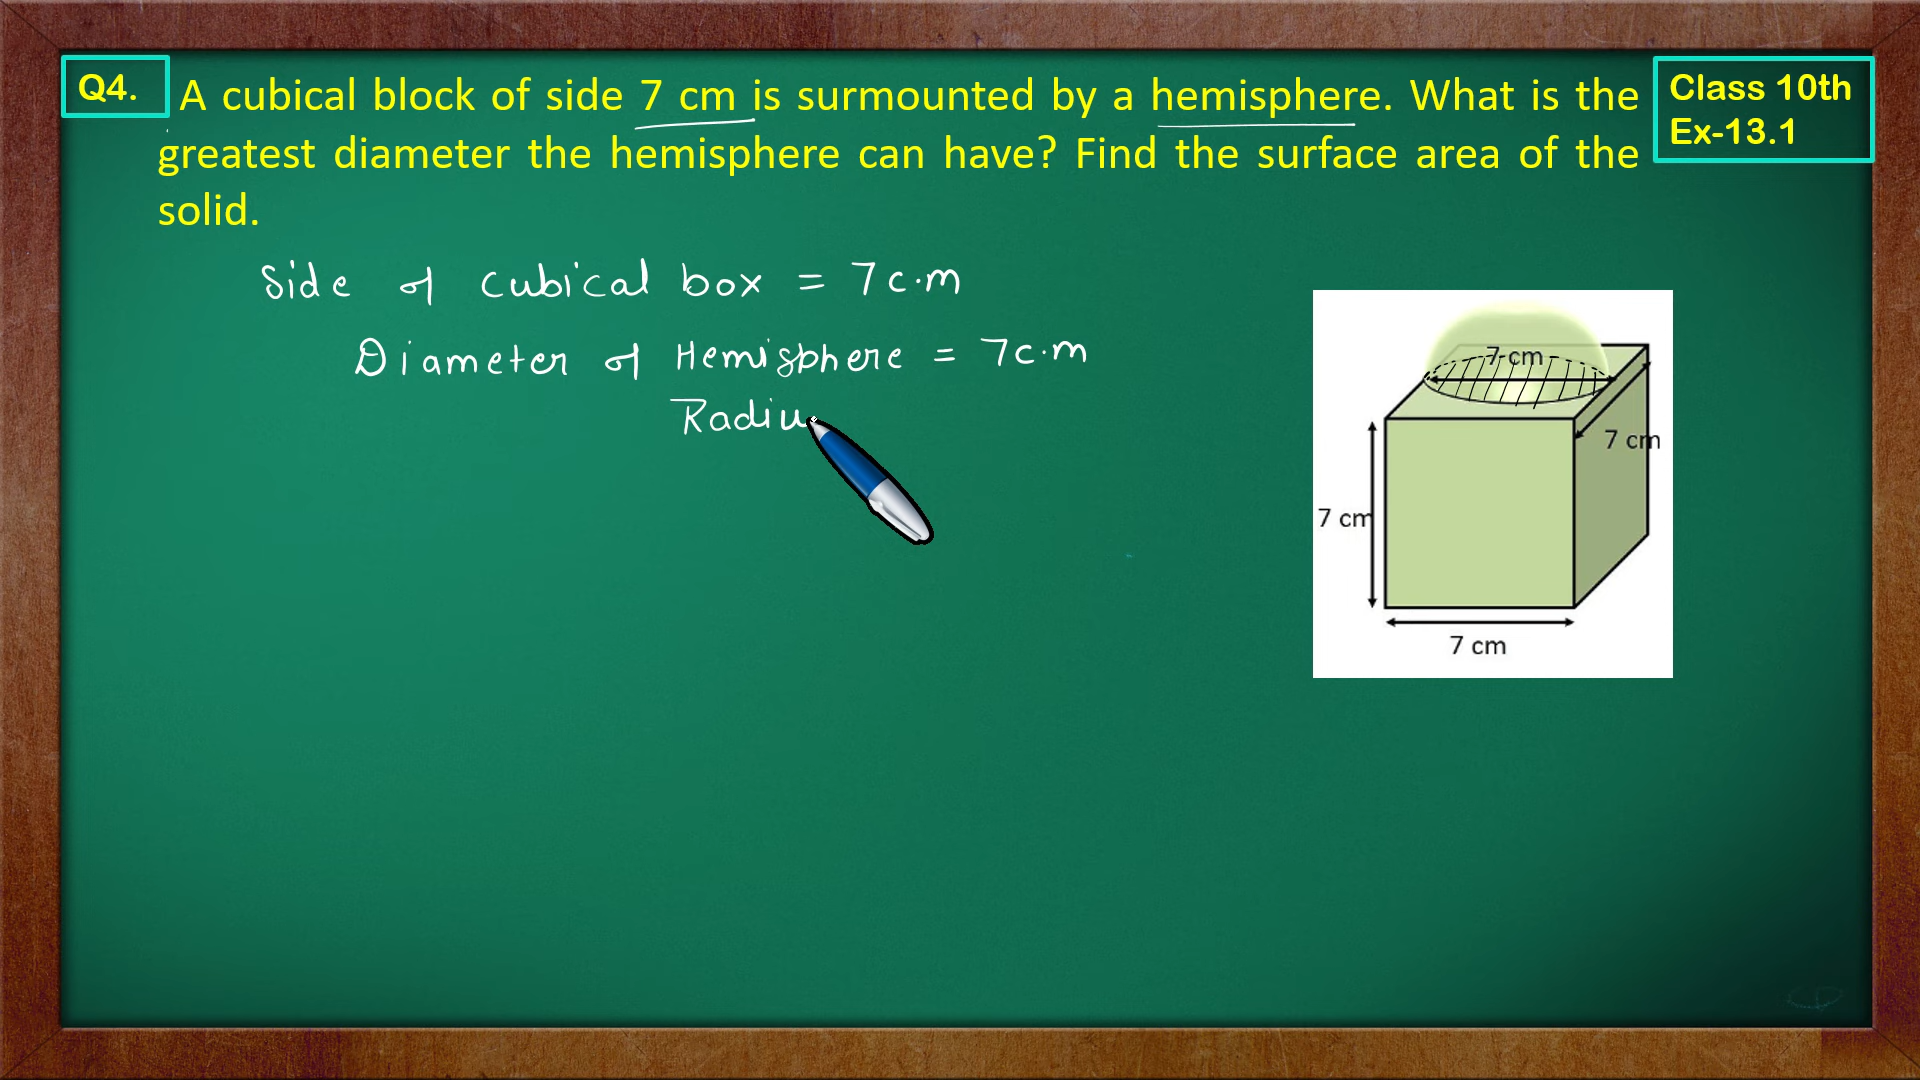 Q4. A cubical block of side 7 cm is surmounted by a hemisphere. What is the
greatest diameter the hemisphere can have? Find the surface area of the
solid.
Class 10th
Ex-13.1
Side of cubical box = 7c.m
Diameter of Hemisphere = 7c.m
Radiu
7 cm
7 cm
7 cm
7 cm